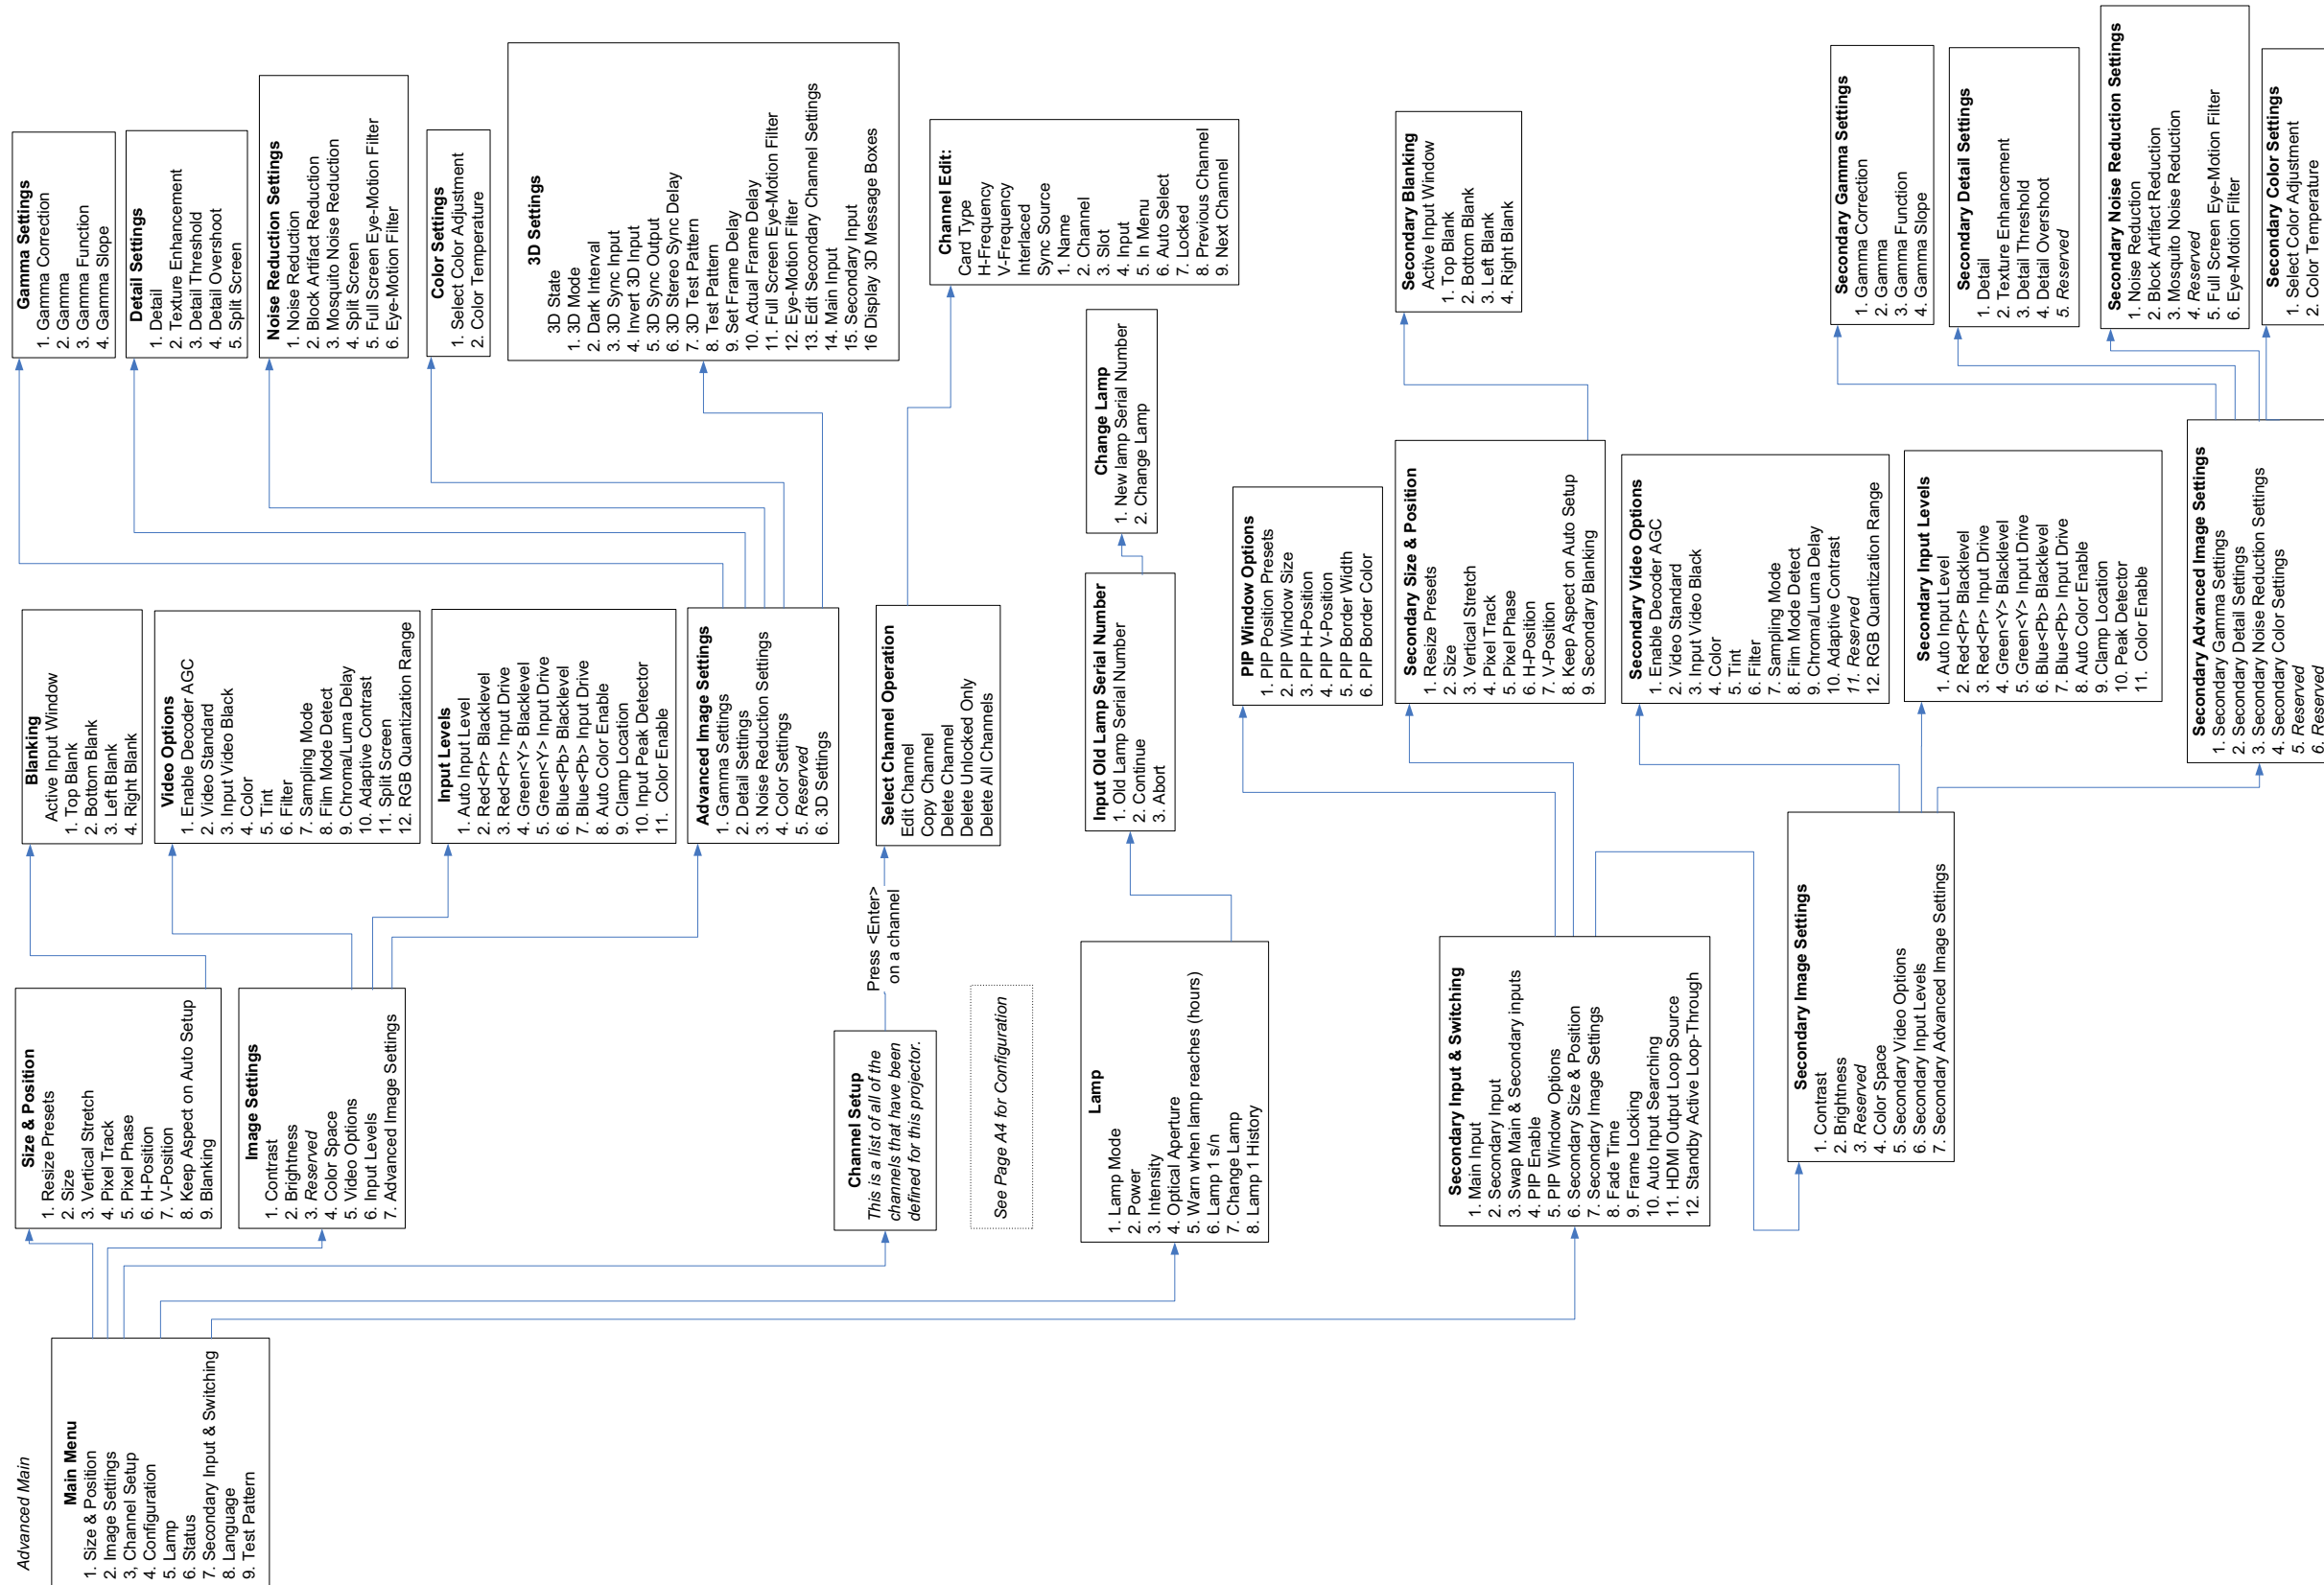 Advanced Main
Main Menu
1. Size & Position
2. Image Settings
3, Channel Setup
4. Configuration
5. Lamp
6. Status
7. Secondary Input & Switching
8. Language
9. Test Pattern
Size & Position
1. Resize Presets
2. Size
3. Vertical Stretch
4. Pixel Track
5. Pixel Phase
6. H-Position
7. V-Position
8. Keep Aspect on Auto Setup
9. Blanking
Image Settings
1. Contrast
2. Brightness
3. Reserved
4. Color Space
5. Video Options
6. Input Levels
7. Advanced Image Settings
Channel Setup
This is a list of all of the
channels that have been
defined for this projector.
See Page A4 for Configuration
Lamp
1. Lamp Mode
2. Power
3. Intensity
4. Optical Aperture
5. Warn when lamp reaches (hours)
6. Lamp 1 s/n
7. Change Lamp
8. Lamp 1 History
Secondary Input & Switching
1. Main Input
2. Secondary Input
3. Swap Main & Secondary inputs
4. PIP Enable
5. PIP Window Options
6. Secondary Size & Position
7. Secondary Image Settings
8. Fade Time
9. Frame Locking
10. Auto Input Searching
11. HDMI Output Loop Source
12. Standby Active Loop-Through
Secondary Image Settings
1. Contrast
2. Brightness
3. Reserved
4. Color Space
5. Secondary Video Options
6. Secondary Input Levels
7. Secondary Advanced Image Settings
Blanking
Active Input Window
1. Top Blank
2. Bottom Blank
3. Left Blank
4. Right Blank
Video Options
1. Enable Decoder AGC
2. Video Standard
3. Input Video Black
4. Color
5. Tint
6. Filter
7. Sampling Mode
8. Film Mode Detect
9. Chroma/Luma Delay
10. Adaptive Contrast
11. Split Screen
12. RGB Quantization Range
Input Levels
1. Auto Input Level
2. Red<Pr> Blacklevel
3. Red<Pr> Input Drive
4. Green<Y> Blacklevel
5. Green<Y> Input Drive
6. Blue<Pb> Blacklevel
7. Blue<Pb> Input Drive
8. Auto Color Enable
9. Clamp Location
10. Input Peak Detector
11. Color Enable
Advanced Image Settings
1. Gamma Settings
2. Detail Settings
3. Noise Reduction Settings
4. Color Settings
5. Reserved
6. 3D Settings
Press <Enter>
on a channel
Select Channel Operation
Edit Channel
Copy Channel
Delete Channel
Delete Unlocked Only
Delete All Channels
Input Old Lamp Serial Number
1. Old Lamp Serial Number
2. Continue
3. Abort
Change Lamp
1. New lamp Serial Number
2. Change Lamp
PIP Window Options
1. PIP Position Presets
2. PIP Window Size
3. PIP H-Position
4. PIP V-Position
5. PIP Border Width
6. PIP Border Color
Secondary Size & Position
1. Resize Presets
2. Size
3. Vertical Stretch
4. Pixel Track
5. Pixel Phase
6. H-Position
7. V-Position
8. Keep Aspect on Auto Setup
9. Secondary Blanking
Secondary Video Options
1. Enable Decoder AGC
2. Video Standard
3. Input Video Black
4. Color
5. Tint
6. Filter
7. Sampling Mode
8. Film Mode Detect
9. Chroma/Luma Delay
10. Adaptive Contrast
11. Reserved
12. RGB Quantization Range
Secondary Input Levels
1. Auto Input Level
2. Red<Pr> Blacklevel
3. Red<Pr> Input Drive
4. Green<Y> Blacklevel
5. Green<Y> Input Drive
6. Blue<Pb> Blacklevel
7. Blue<Pb> Input Drive
8. Auto Color Enable
9. Clamp Location
10. Peak Detector
11. Color Enable
Secondary Advanced Image Settings
1. Secondary Gamma Settings
2. Secondary Detail Settings
3. Secondary Noise Reduction Settings
4. Secondary Color Settings
5. Reserved
6. Reserved
Gamma Settings
1. Gamma Correction
2. Gamma
3. Gamma Function
4. Gamma Slope
Detail Settings
1. Detail
2. Texture Enhancement
3. Detail Threshold
4. Detail Overshoot
5. Split Screen
Noise Reduction Settings
1. Noise Reduction
2. Block Artifact Reduction
3. Mosquito Noise Reduction
4. Split Screen
5. Full Screen Eye-Motion Filter
6. Eye-Motion Filter
Color Settings
1. Select Color Adjustment
2. Color Temperature
3D Settings
3D State
1. 3D Mode
2. Dark Interval
3. 3D Sync Input
4. Invert 3D Input
5. 3D Sync Output
6. 3D Stereo Sync Delay
7. 3D Test Pattern
8. Test Pattern
9. Set Frame Delay
10. Actual Frame Delay
11. Full Screen Eye-Motion Filter
12. Eye-Motion Filter
13. Edit Secondary Channel Settings
14. Main Input
15. Secondary Input
16 Display 3D Message Boxes
Channel Edit:
Card Type
H-Frequency
V-Frequency
Interlaced
Sync Source
1. Name
2. Channel
3. Slot
4. Input
5. In Menu
6. Auto Select
7. Locked
8. Previous Channel
9. Next Channel
Secondary Blanking
Active Input Window
1. Top Blank
2. Bottom Blank
3. Left Blank
4. Right Blank
Secondary Gamma Settings
1. Gamma Correction
2. Gamma
3. Gamma Function
4. Gamma Slope
Secondary Detail Settings
1. Detail
2. Texture Enhancement
3. Detail Threshold
4. Detail Overshoot
5. Reserved
Secondary Noise Reduction Settings
1. Noise Reduction
2. Block Artifact Reduction
3. Mosquito Noise Reduction
4. Reserved
5. Full Screen Eye-Motion Filter
6. Eye-Motion Filter
Secondary Color Settings
1. Select Color Adjustment
2. Color Temperature